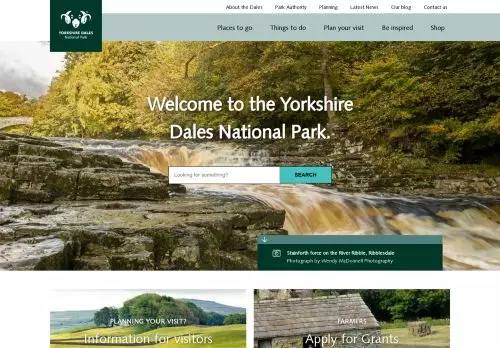 About the Dales Park Authority Planning Latest News Our blog Contact us
YORKSHIRE DALES
National Park
Places to go Things to do Plan your visit Be inspired Shop
Welcome to the Yorkshire
Dales National Park.
Looking for something? SEARCH
Stainforth force on the River Ribble, Ribblesdale
Photograph by Wendy McDonnell Photography
PLANNING YOUR VISIT?
Information for visitors
FARMERS
Apply for Grants